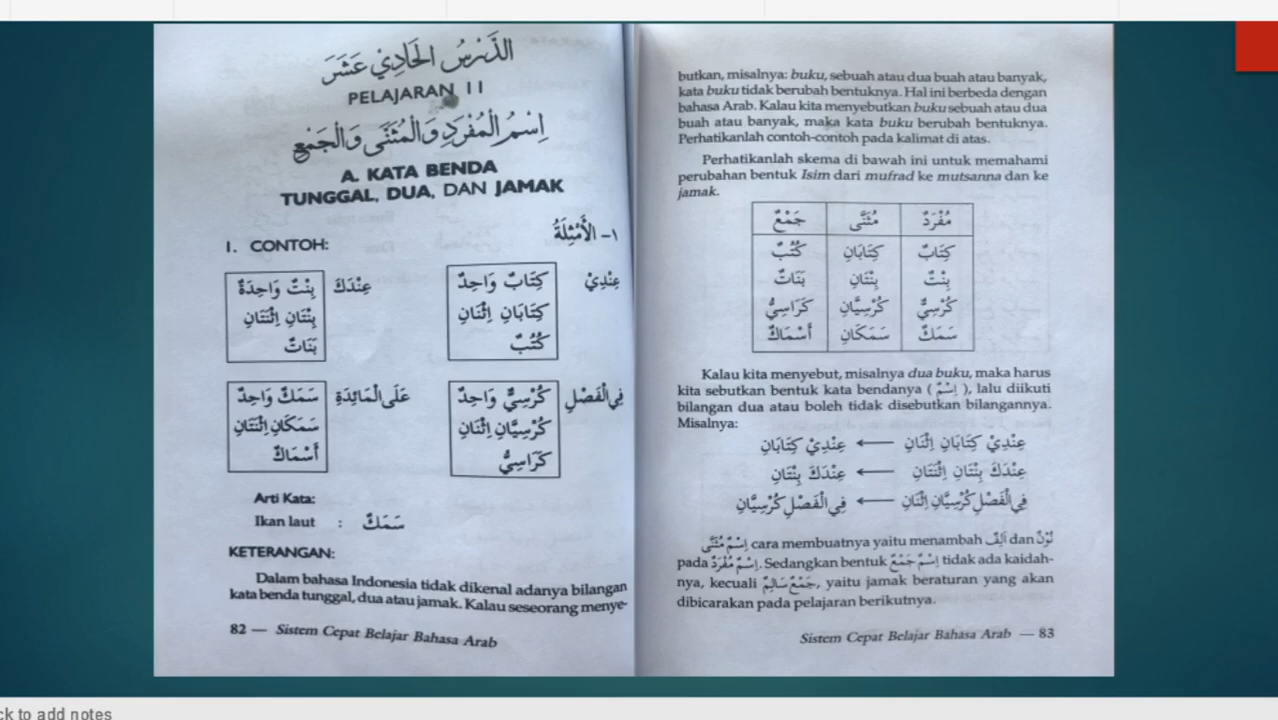 الدَّرْسُ الْحَادِيْ عَشَرَ
PELAJARAN 11
اِسْمُ الْمُفْرَدِ وَالْمُثَنَّى وَالْجَمْعِ
A. KATA BENDA
TUNGGAL, DUA, DAN JAMAK
I. CONTOH:
١- الْأَمْثِلَةُ
عِنْدِيْ
كِتَابٌ وَاحِدٌ
كِتَابَانِ اِثْنَانِ
كُتُبٌ
عِنْدَكَ
بِنْتٌ وَاحِدَةٌ
بِنْتَانِ اِثْنَتَانِ
بَنَاتٌ
فِي الْفَصْلِ
كُرْسِيٌّ وَاحِدٌ
كُرْسِيَّانِ اِثْنَانِ
كَرَاسِيُّ
عَلَى الْمَائِدَةِ
سَمَكٌ وَاحِدٌ
سَمَكَانِ اِثْنَتَانِ
أَسْمَاكٌ
Arti Kata:
Ikan laut : سَمَكٌ
KETERANGAN:
Dalam bahasa Indonesia tidak dikenal adanya bilangan
kata benda tunggal, dua atau jamak. Kalau seseorang menye-
82 — Sistem Cepat Belajar Bahasa Arab
butkan, misalnya: buku, sebuah atau dua buah atau banyak,
kata buku tidak berubah bentuknya. Hal ini berbeda dengan
bahasa Arab. Kalau kita menyebutkan buku sebuah atau dua
buah atau banyak, maka kata buku berubah bentuknya.
Perhatikanlah contoh-contoh pada kalimat di atas.
Perhatikanlah skema di bawah ini untuk memahami
perubahan bentuk Isim dari mufrad ke mutsanna dan ke
jamak.
مُفْرَدٌ مُثَنَّى جَمْعٌ
كِتَابٌ كِتَابَانِ كُتُبٌ
بِنْتٌ بِنْتَانِ بَنَاتٌ
كُرْسِيٌّ كُرْسِيَّانِ كَرَاسِيُّ
سَمَكٌ سَمَكَانِ أَسْمَاكٌ
Kalau kita menyebut, misalnya dua buku, maka harus
kita sebutkan bentuk kata bendanya ( اِسْمٌ ), lalu diikuti
bilangan dua atau boleh tidak disebutkan bilangannya.
Misalnya:
عِنْدِيْ كِتَابَانِ اِثْنَانِ ← عِنْدِيْ كِتَابَانِ
عِنْدَكَ بِنْتَانِ اِثْنَتَانِ ← عِنْدَكَ بِنْتَانِ
فِي الْفَصْلِ كُرْسِيَّانِ اِثْنَانِ ← فِي الْفَصْلِ كُرْسِيَّانِ
اِسْمٌ مُثَنَّى cara membuatnya yaitu menambah اَلِفٌ dan نُوْنٌ
pada اِسْمٌ مُفْرَدٌ. Sedangkan bentuk اِسْمٌ جَمْعٌ tidak ada kaidah-
nya, kecuali جَمْعٌ سَالِمٌ, yaitu jamak beraturan yang akan
dibicarakan pada pelajaran berikutnya.
Sistem Cepat Belajar Bahasa Arab — 83
ck to add notes